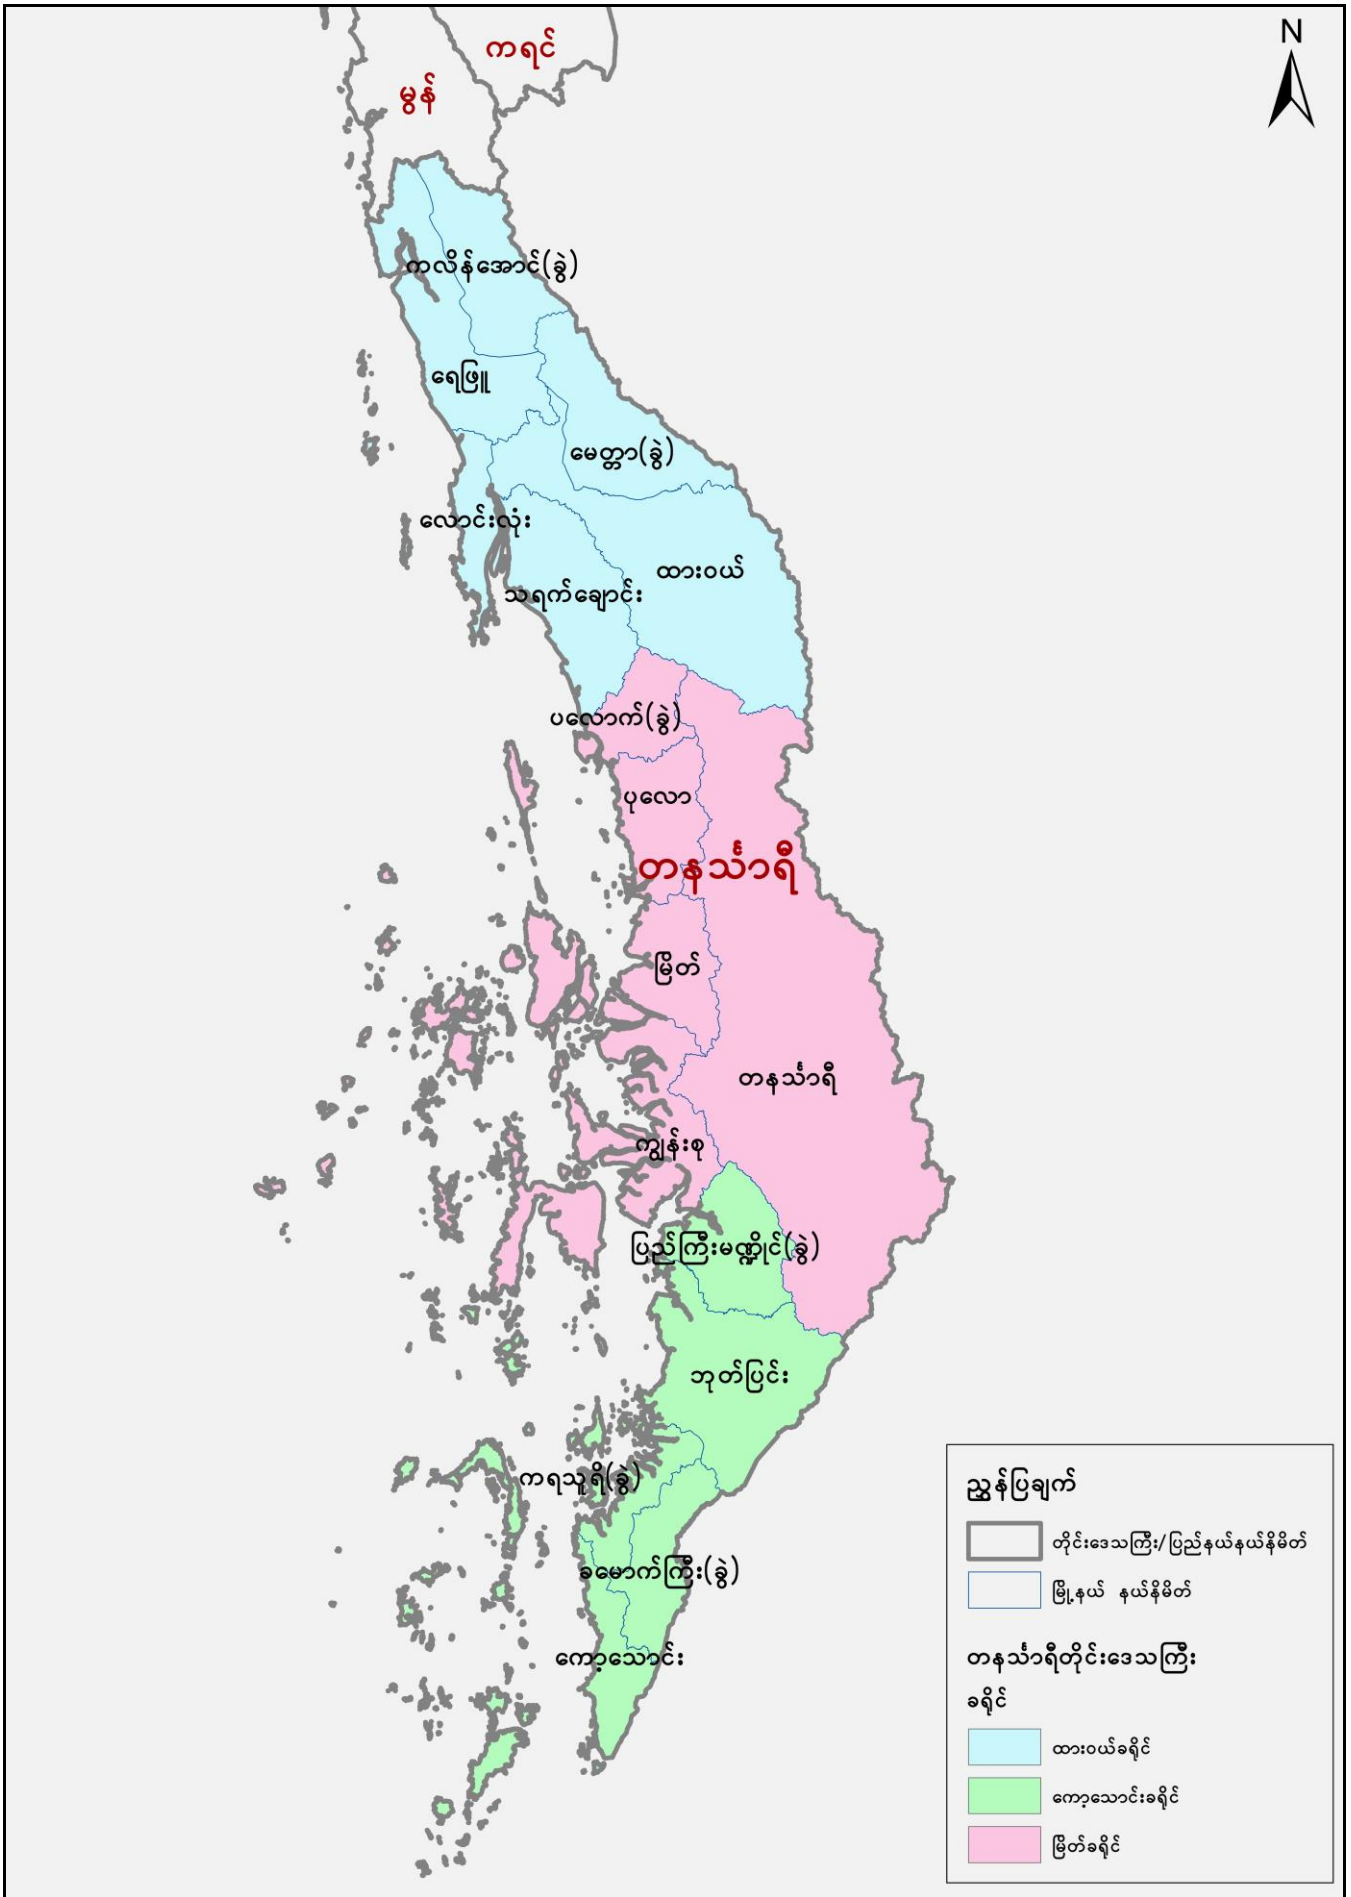 N
ကရင်
မွန်
ကလိန်အောင်(ခွဲ)
ရေဖြူ
မေတ္တာ(ခွဲ)
လောင်းလုံး
ထားဝယ်
သရက်ချောင်း
ပလောက်(ခွဲ)
ပုလော
တနင်္သာရီ
မြိတ်
တနင်္သာရီ
ကျွန်းစု
ပြည်ကြီးမဏ္ဍိုင်(ခွဲ)
ဘုတ်ပြင်း
ကရသူရိ(ခွဲ)
ခမောက်ကြီး(ခွဲ)
ကော့သောင်း
ညွှန်ပြချက်
တိုင်းဒေသကြီး/ပြည်နယ်နယ်နိမိတ်
မြို့နယ် နယ်နိမိတ်
တနင်္သာရီတိုင်းဒေသကြီး
ခရိုင်
ထားဝယ်ခရိုင်
ကော့သောင်းခရိုင်
မြိတ်ခရိုင်